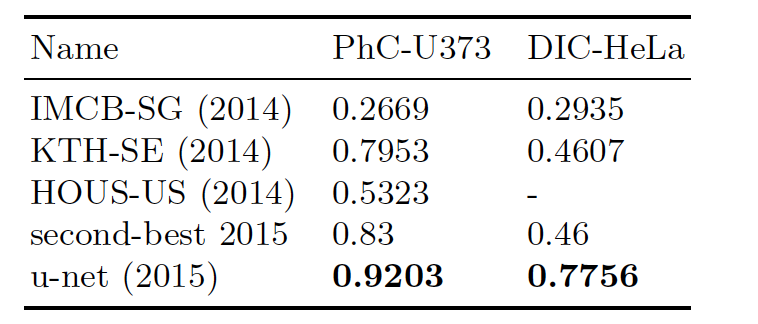 Name PhC-U373 DIC-HeLa
IMCB-SG (2014) 0.2669 0.2935
KTH-SE (2014) 0.7953 0.4607
HOUS-US (2014) 0.5323 -
second-best 2015 0.83 0.46
u-net (2015) 0.9203 0.7756